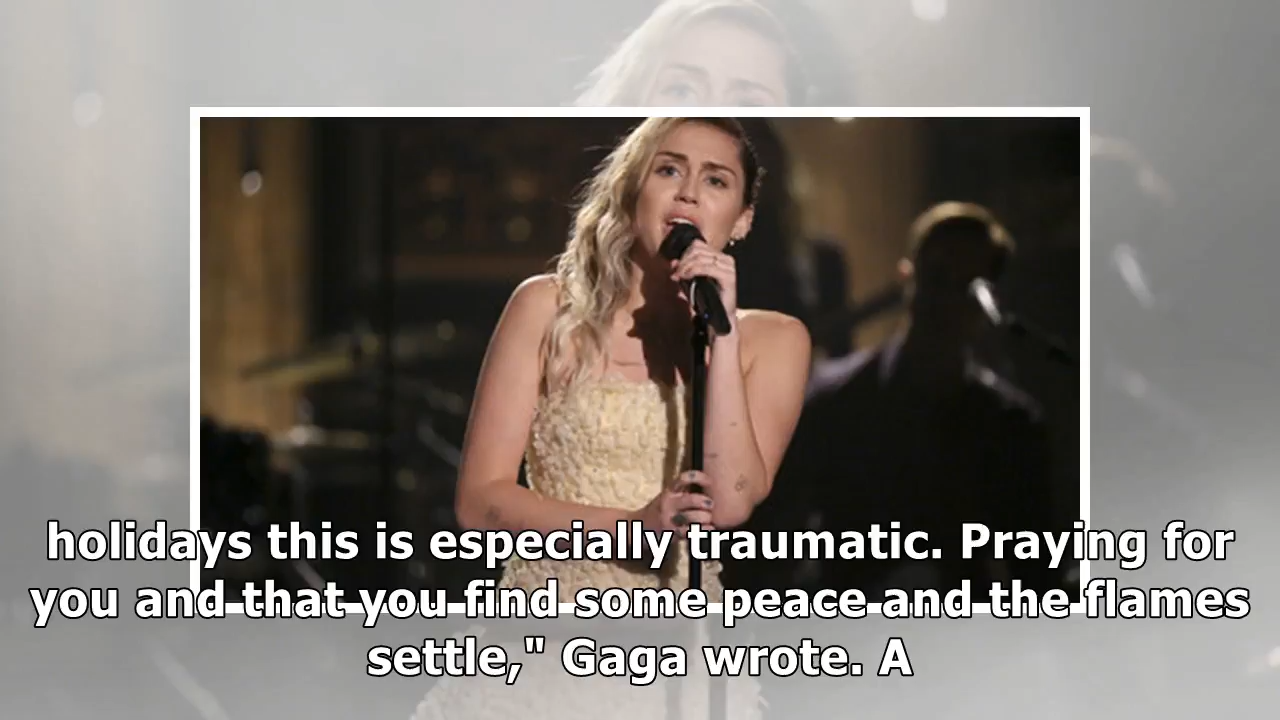 holidays this is especially traumatic. Praying for
you and that you find some peace and the flames
settle," Gaga wrote. A